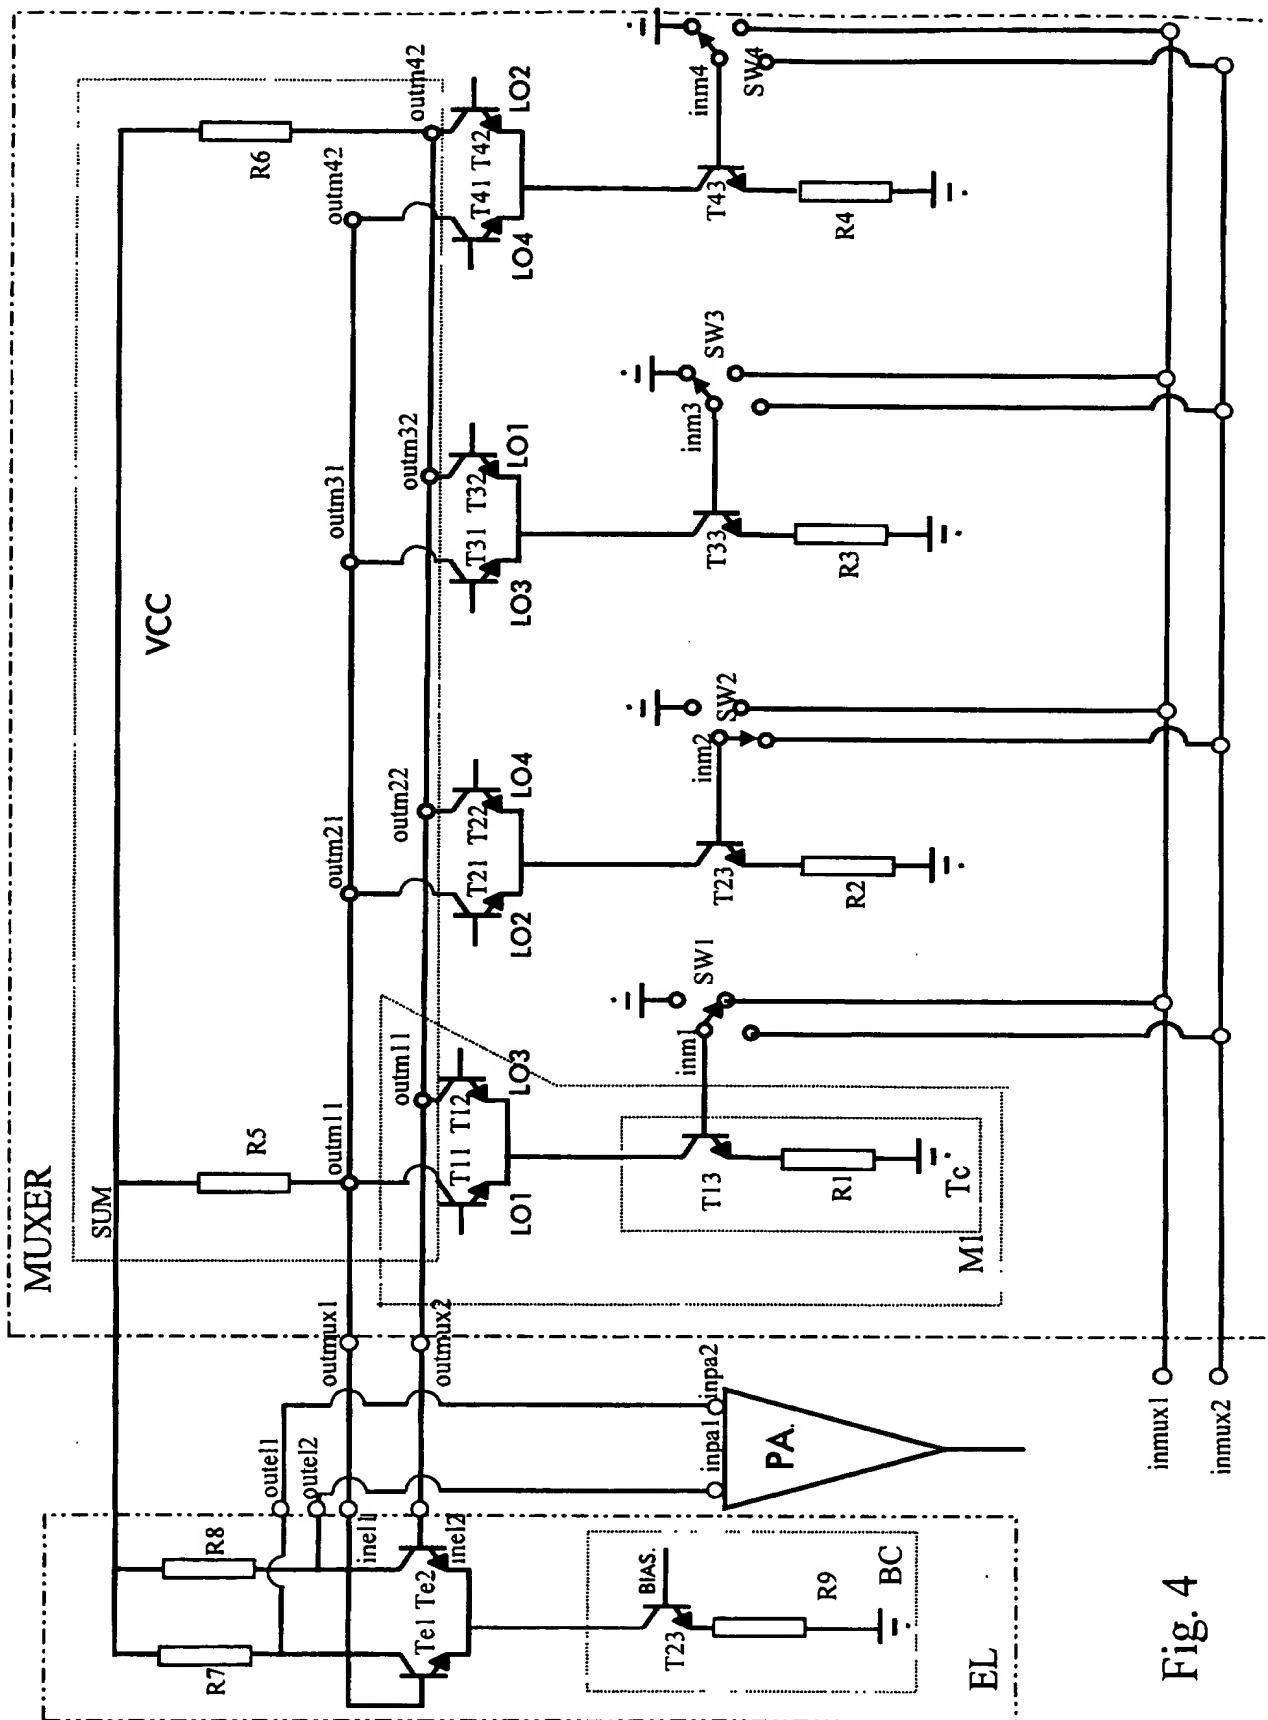 MUXER
SUM
VCC
R5
R6
outm11
outm21
outm31
outm42
outm11
outm22
outm32
outm42
T11 T12
T21 T22
T31 T32
T41 T42
LO1
LO3
LO2
LO4
LO3
LO1
LO4
LO2
inm1
SW1
inm2
SW2
inm3
SW3
inm4
SW4
T13
T23
T33
T43
R1
R2
R3
R4
Tc
M1
outmux1
outmux2
outel1
outel2
inel1
inel2
R7
R8
Te1 Te2
inpa1
inpa2
PA.
BIAS.
T23
R9
BC
EL
inmux1
inmux2
Fig. 4